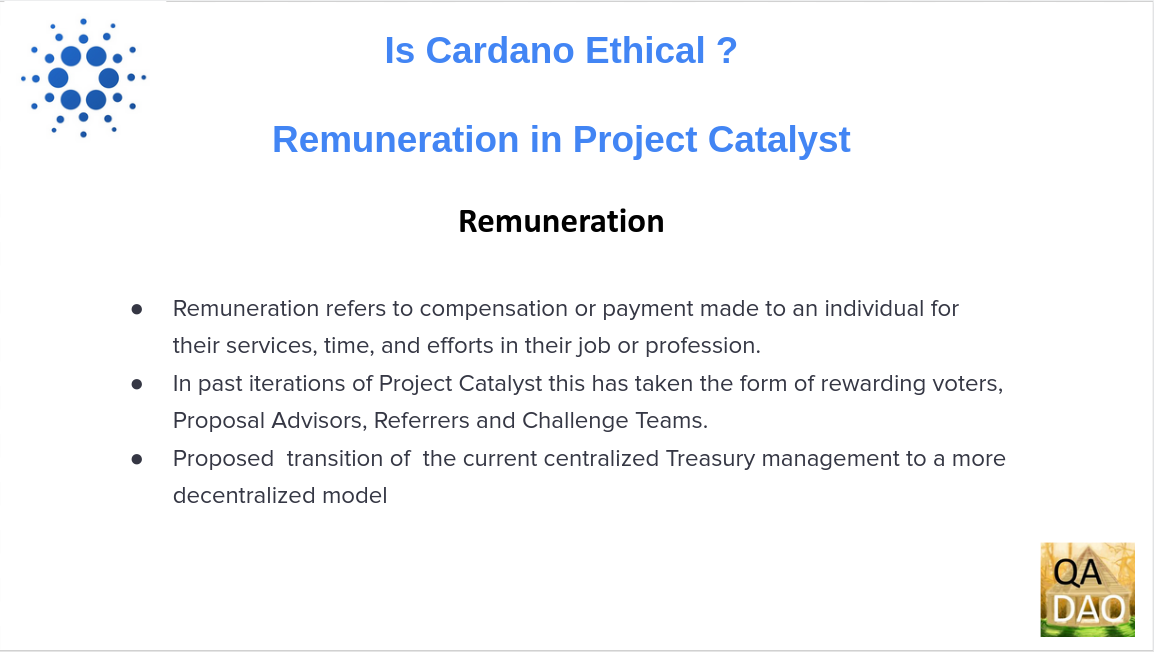 Is Cardano Ethical ?
Remuneration in Project Catalyst
Remuneration
● Remuneration refers to compensation or payment made to an individual for
their services, time, and efforts in their job or profession.
● In past iterations of Project Catalyst this has taken the form of rewarding voters,
Proposal Advisors, Referrers and Challenge Teams.
● Proposed  transition of  the current centralized Treasury management to a more
decentralized model
QA
DAO